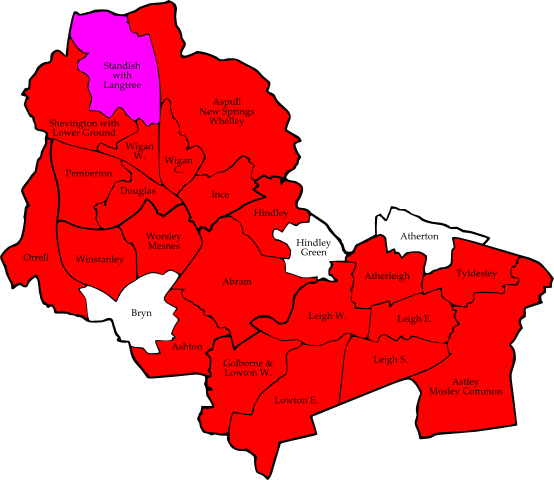 Standish
with
Langtree
Aspull
New Springs
Whelley
Shevington with
Lower Ground
Wigan
W.
Wigan
C.
Pemberton
Douglas
Ince
Hindley
Worsley
Mesnes
Hindley
Green
Atherton
Orrell
Winstanley
Abram
Atherleigh
Tyldesley
Bryn
Leigh W.
Leigh E.
Ashton
Golborne &
Lowton W.
Leigh S.
Astley
Mosley Common
Lowton E.